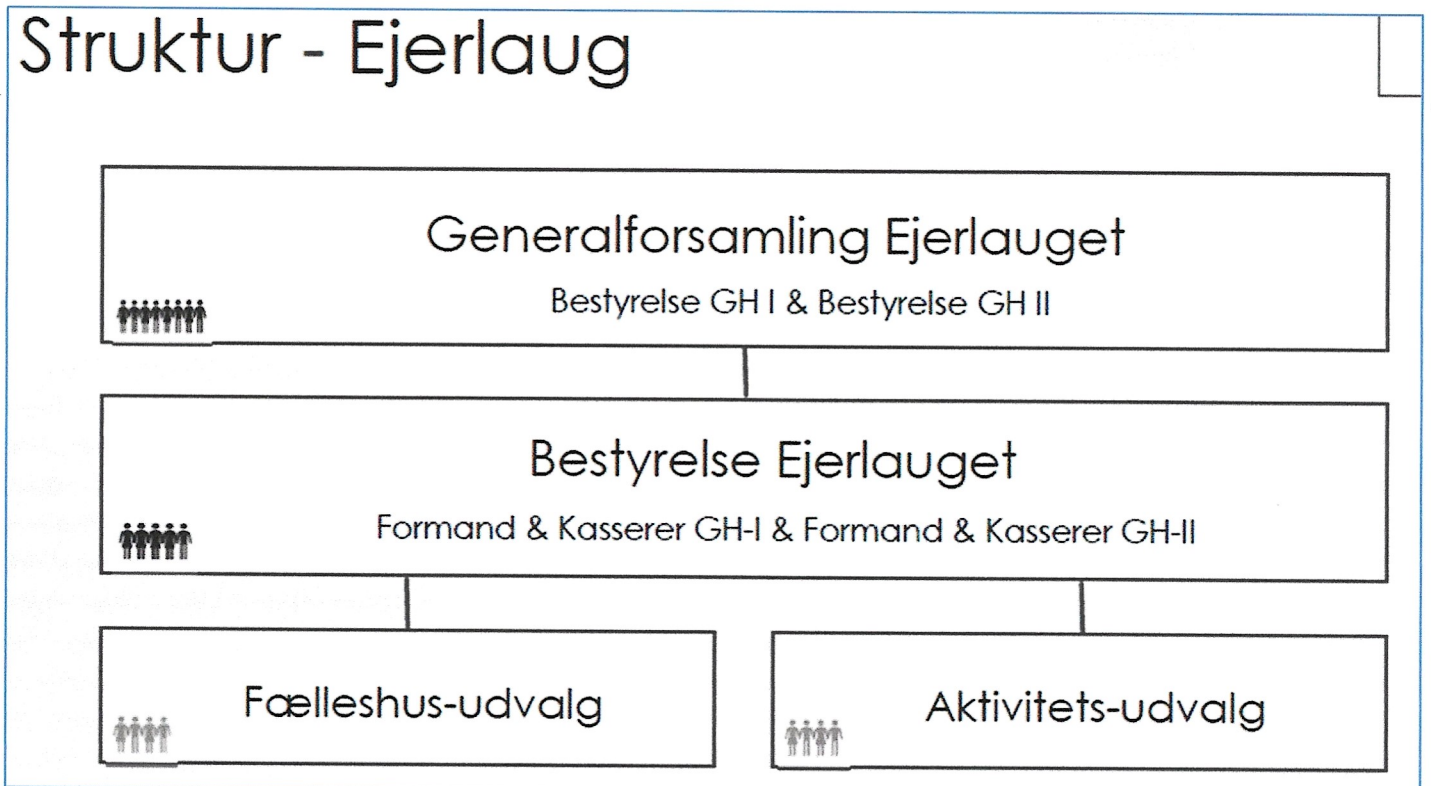 Struktur - Ejerlaug
Generalforsamling Ejerlauget
Bestyrelse GH I & Bestyrelse GH II
Bestyrelse Ejerlauget
Formand & Kasserer GH-I & Formand & Kasserer GH-II
Fælleshus-udvalg
Aktivitets-udvalg